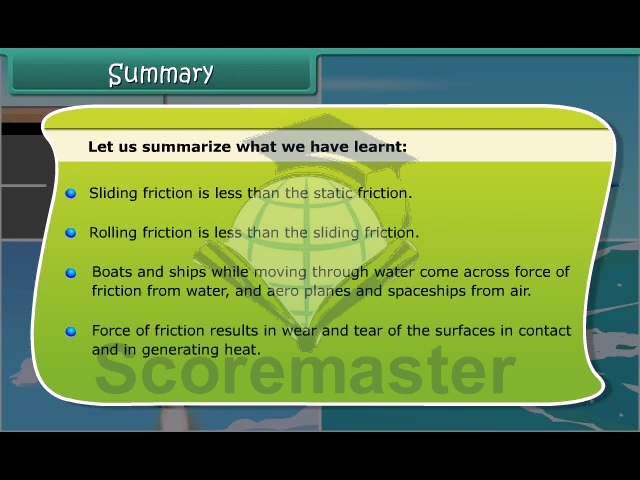 Summary
Let us summarize what we have learnt:
Sliding friction is less than the static friction.
Rolling friction is less than the sliding friction.
Boats and ships while moving through water come across force of
friction from water, and aero planes and spaceships from air.
Force of friction results in wear and tear of the surfaces in contact
and in generating heat.
Scoremaster